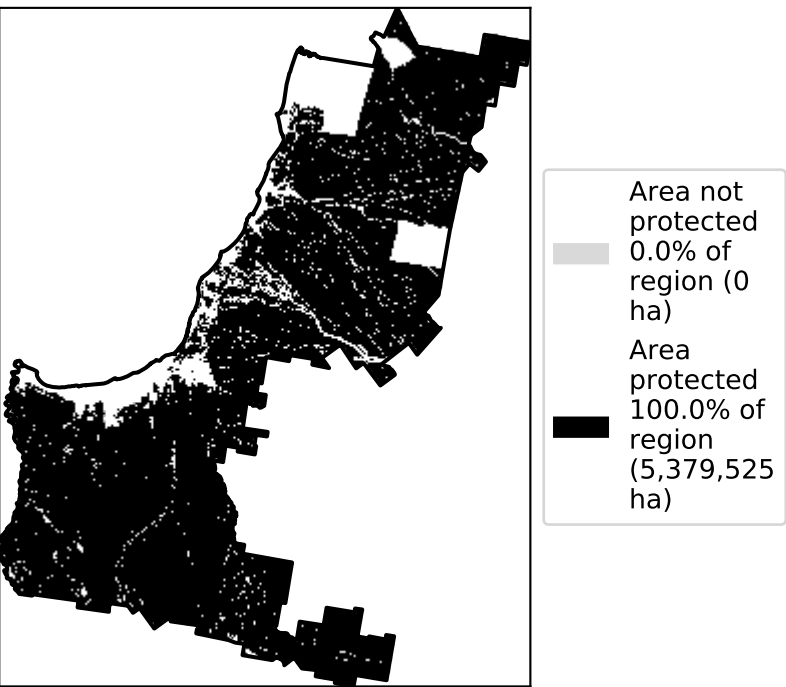 Area not
protected
0.0% of
region (0
ha)
Area
protected
100.0% of
region
(5,379,525
ha)